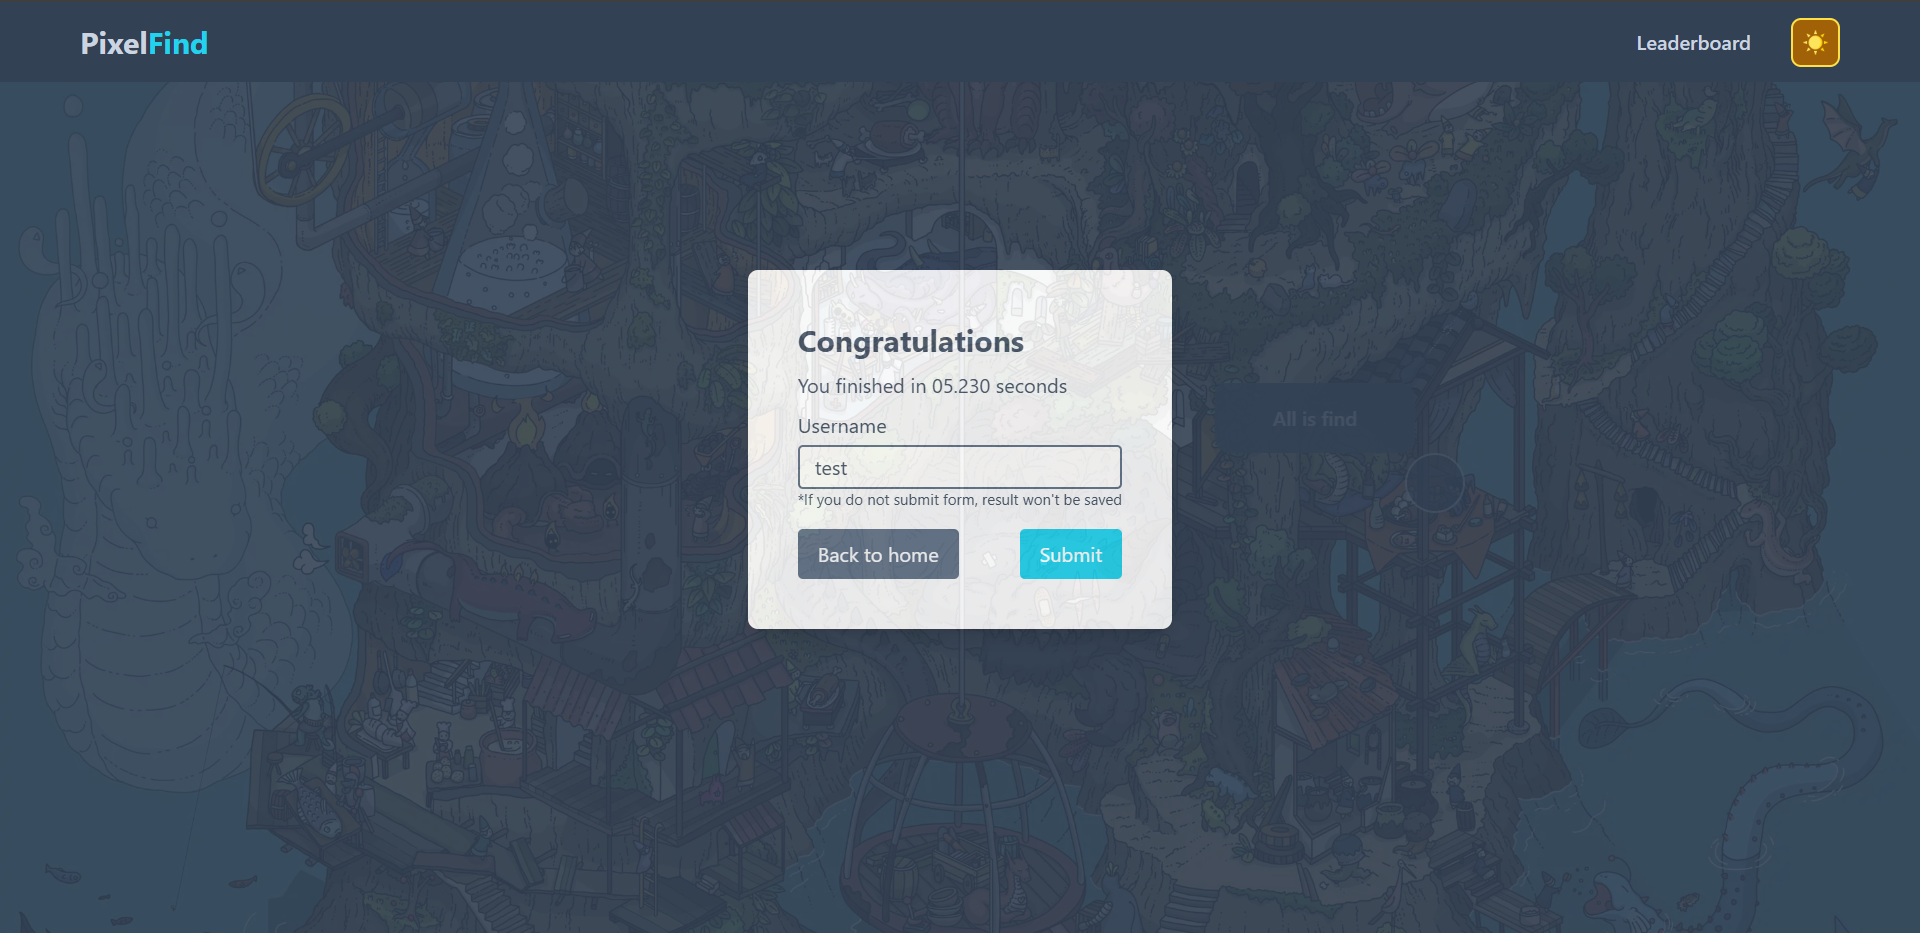 PixelFind
Leaderboard
Congratulations
You finished in 05.230 seconds
Username
test
*If you do not submit form, result won't be saved
Back to home
Submit
All is find